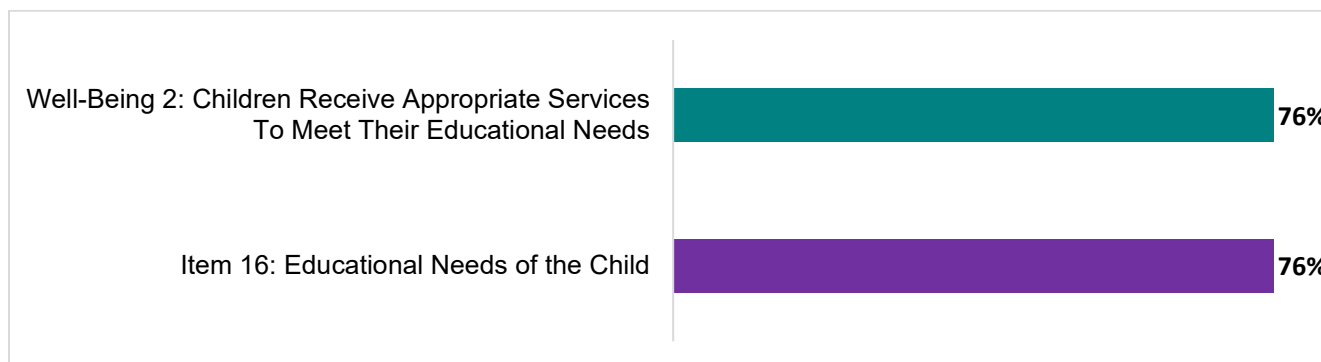 Well-Being 2: Children Receive Appropriate Services
To Meet Their Educational Needs
76%
Item 16: Educational Needs of the Child
76%